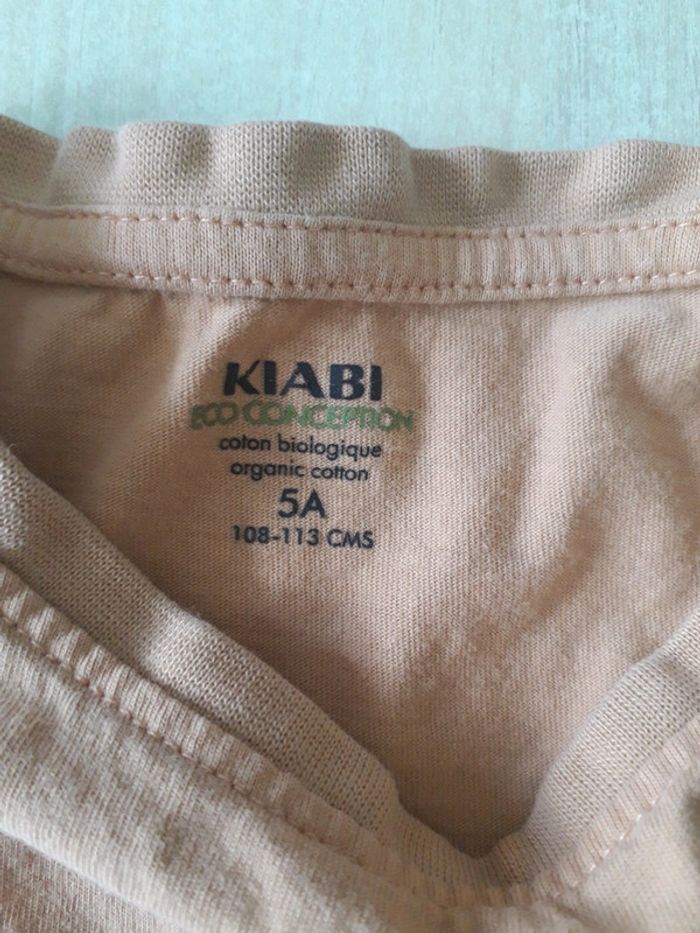 KIABI
ECO CONCEPTION
coton biologique
organic cotton
5A
108-113 CMS